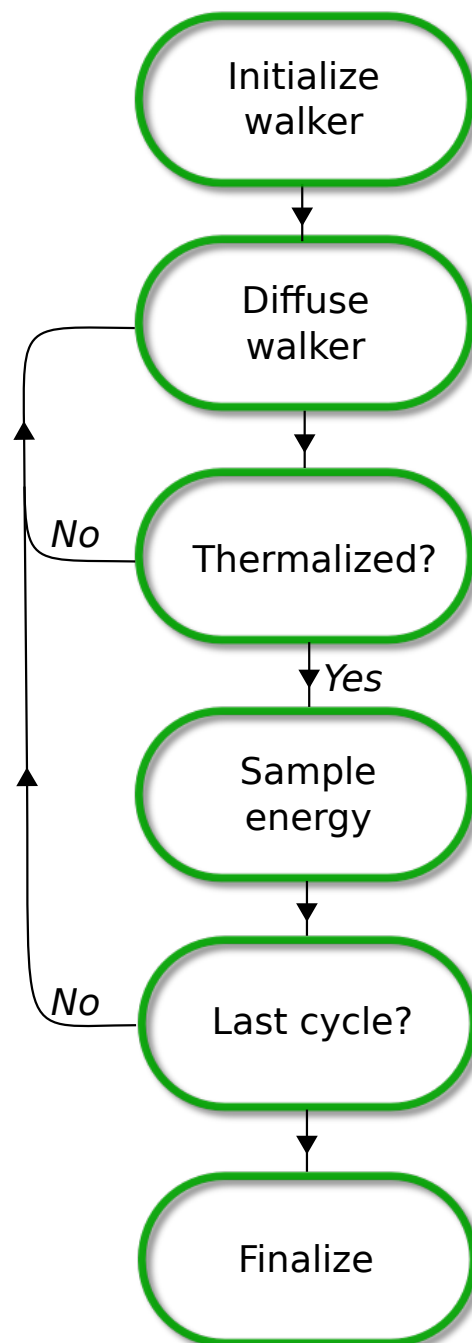 Initialize
walker
Diffuse
walker
No
Thermalized?
Yes
Sample
energy
No
Last cycle?
Finalize